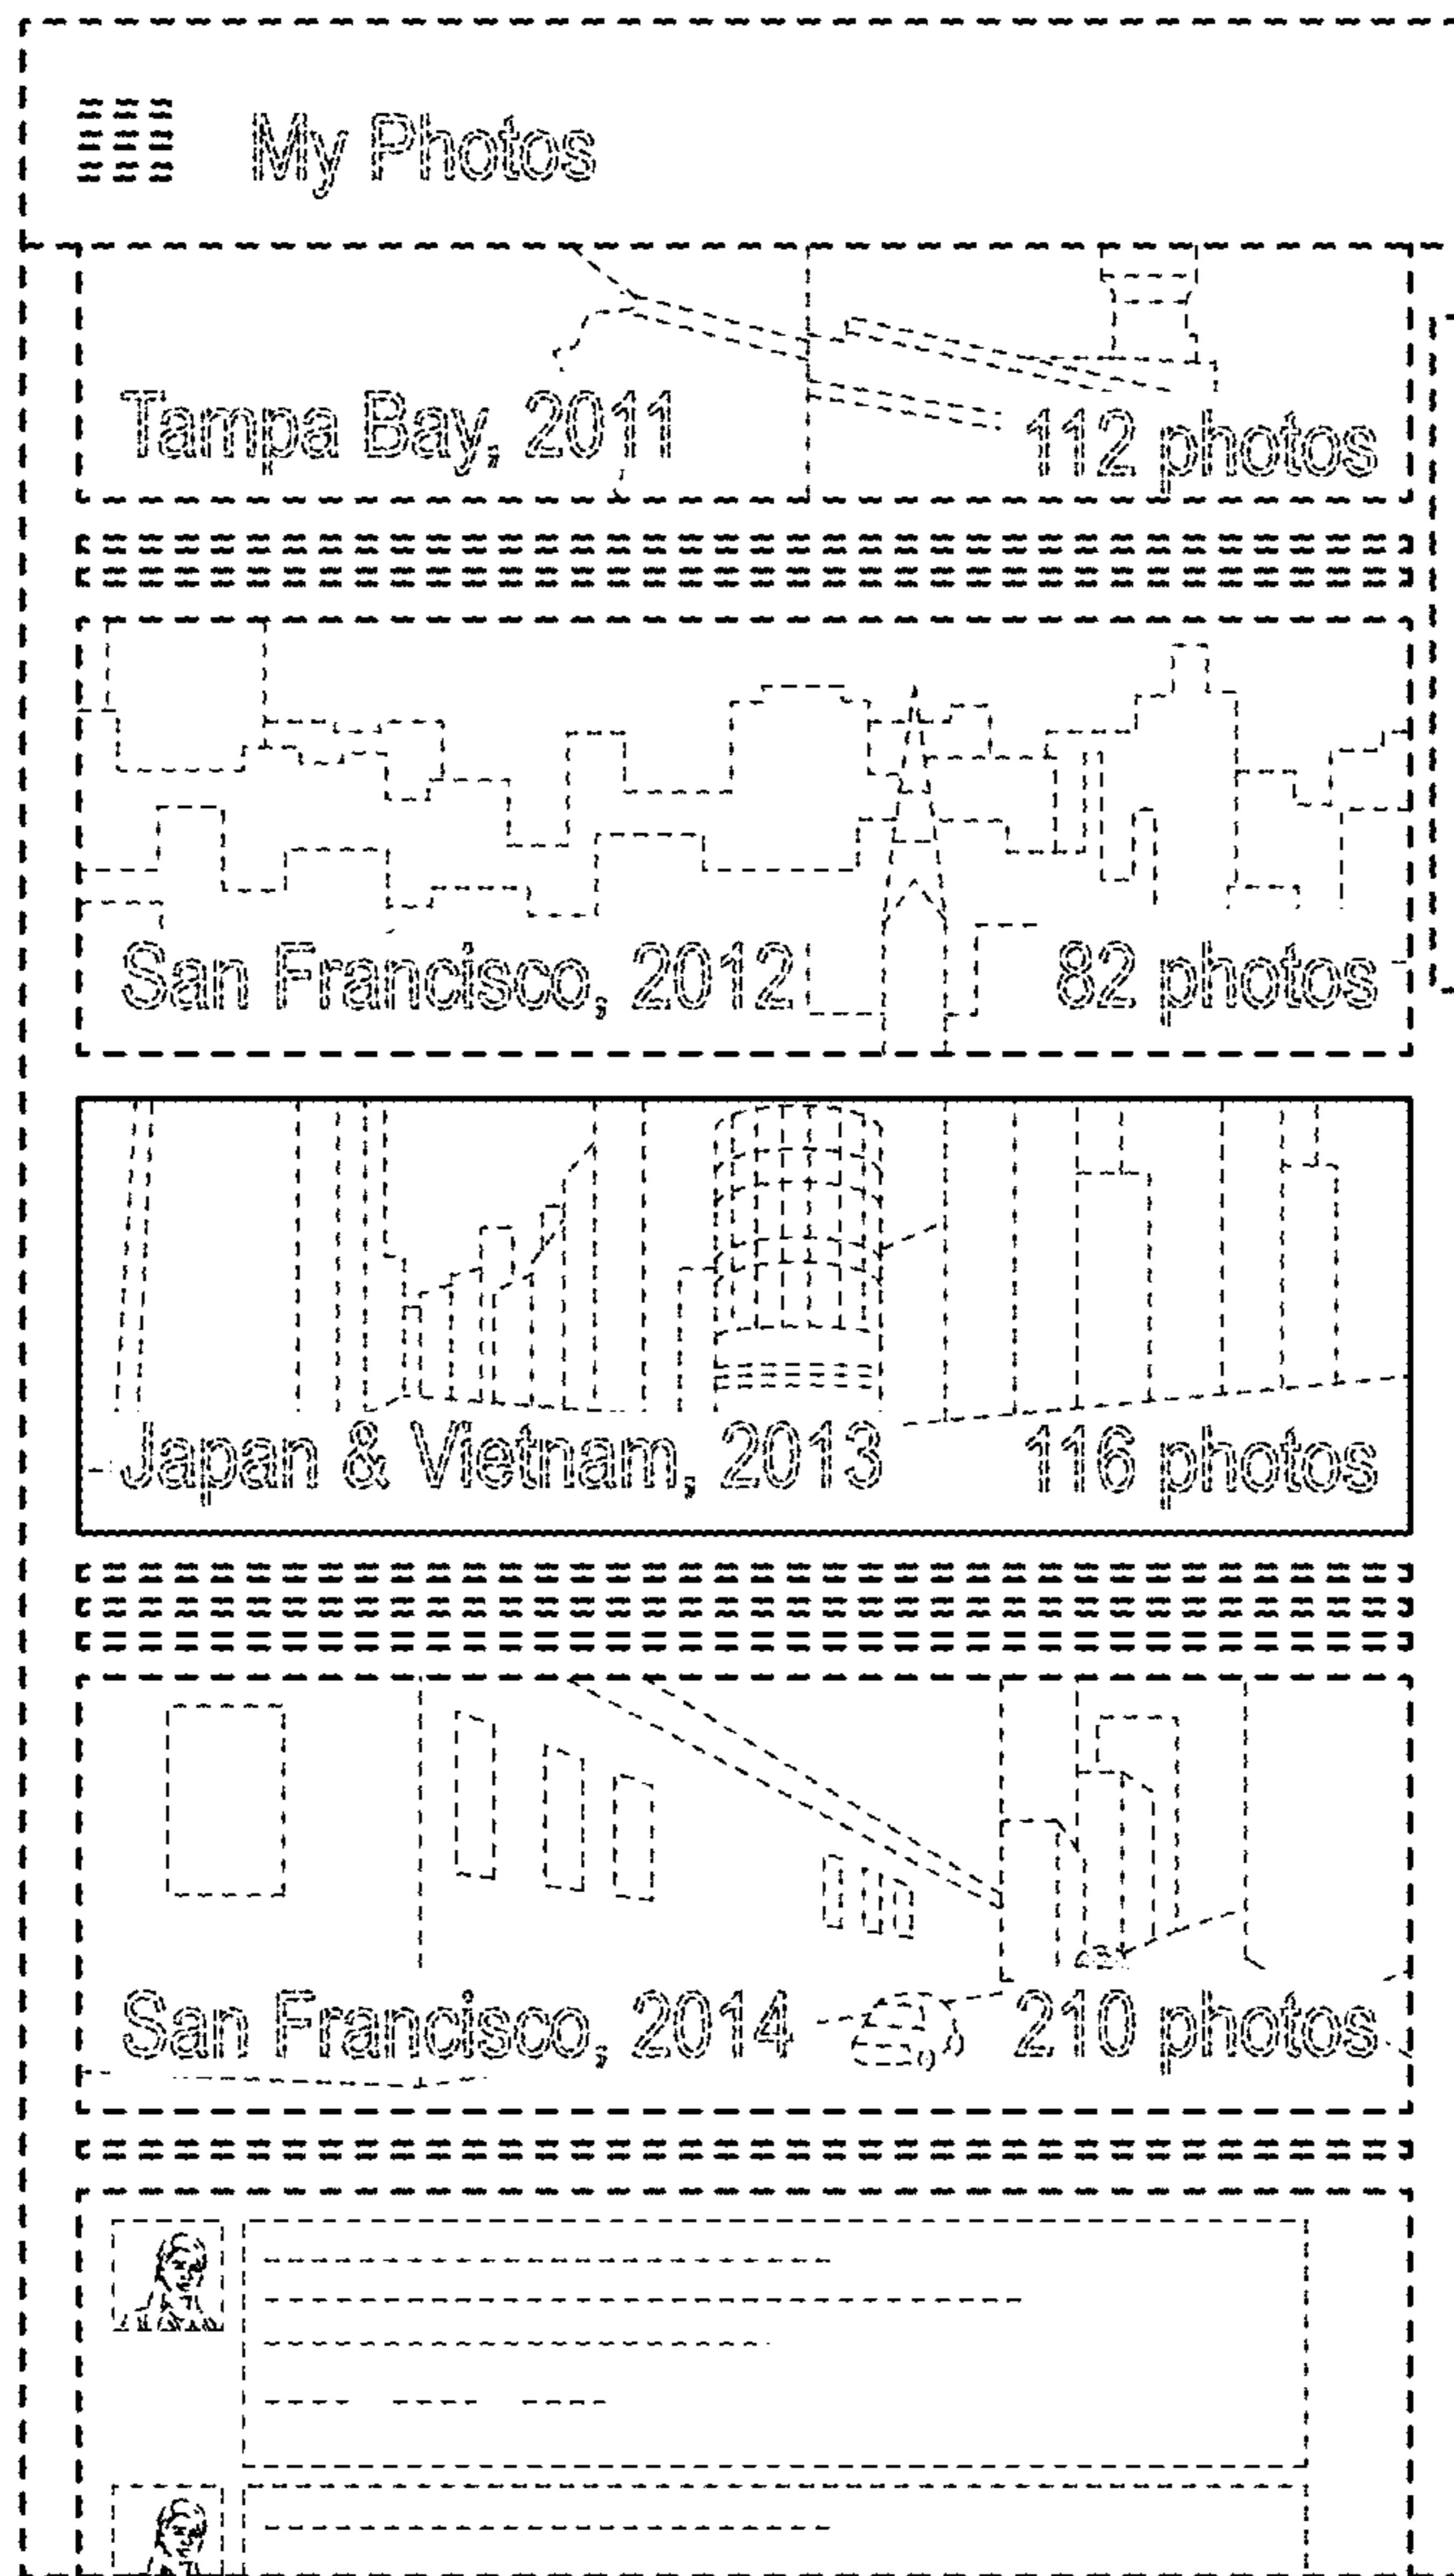 My Photos
Tampa Bay, 2011 112 photos
San Francisco, 2012 82 photos
Japan & Vietnam, 2013 116 photos
San Francisco, 2014 210 photos